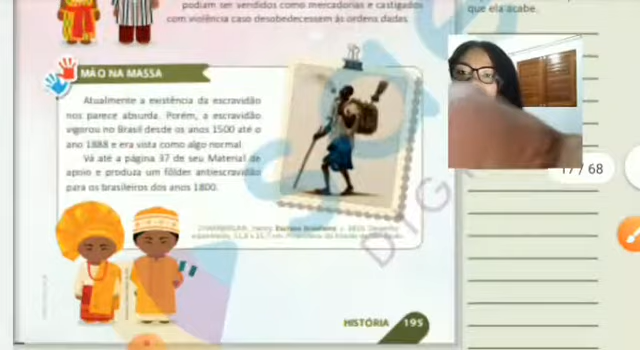 podiam ser vendidos como mercadorias e castigados
com violência caso desobedecessem às ordens dadas.
que ela acabe.
MÃO NA MASSA
Atualmente a existência da escravidão
nos parece absurda. Porém, a escravidão
vigorou no Brasil desde os anos 1500 até o
ano 1888 e era vista como algo normal.
Vá até a página 37 de seu Material de
apoio e produza um fôlder antiescravidão
para os brasileiros dos anos 1800.
17 / 68
HISTÓRIA 195